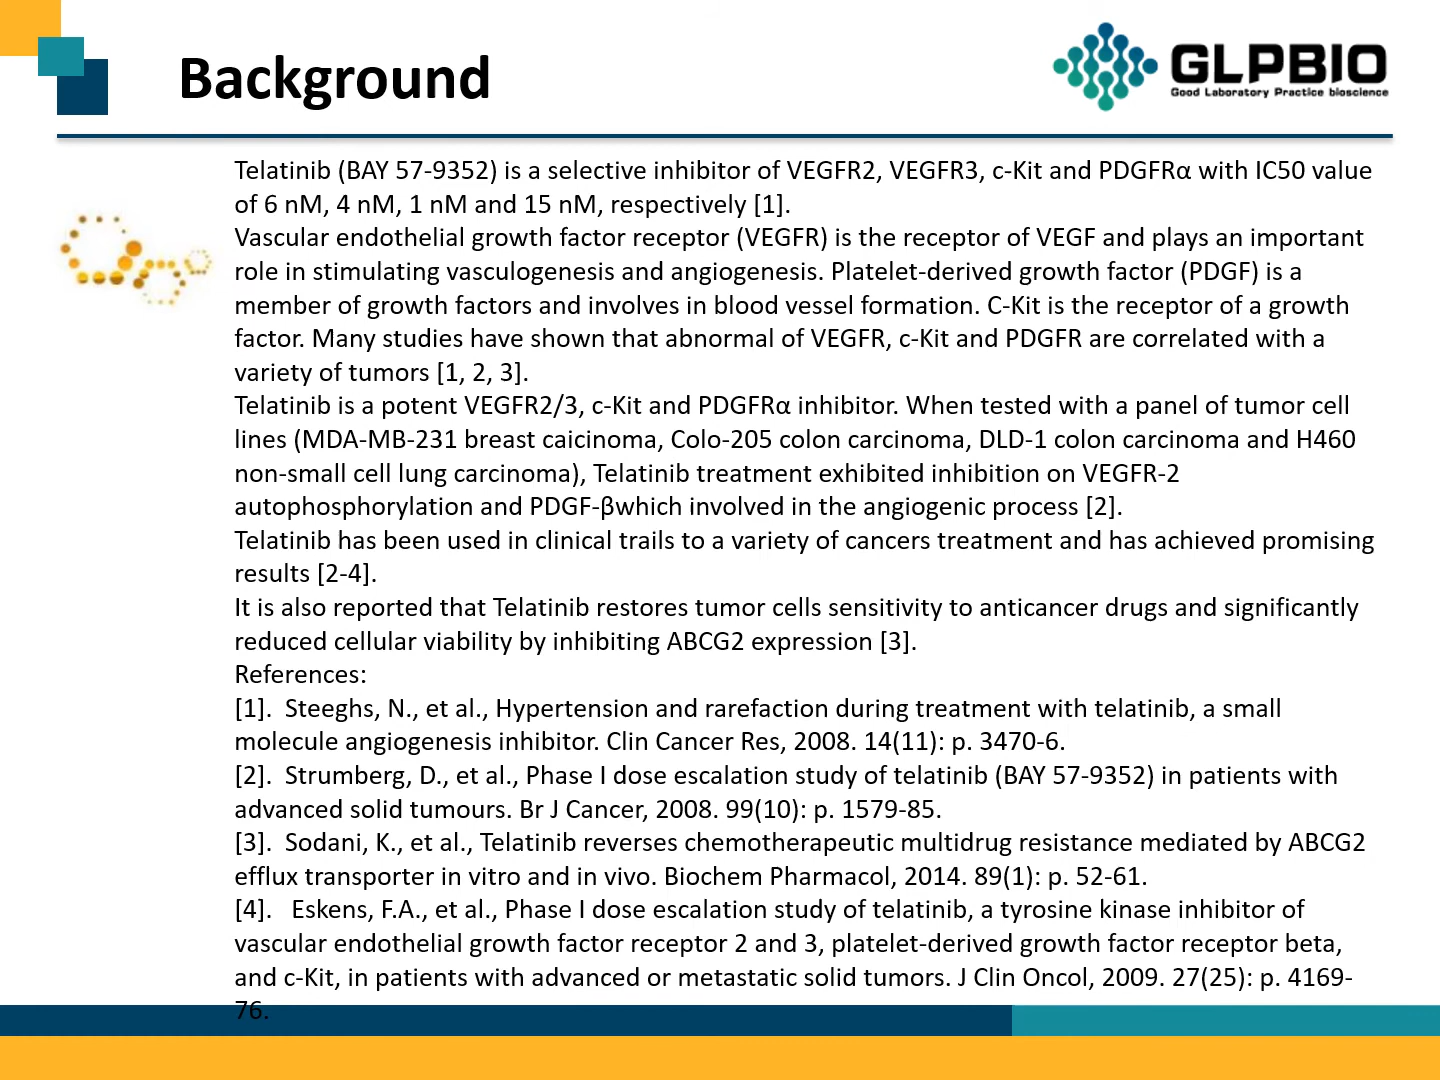 Background
GLPBIO
Good Laboratory Practice bioscience
Telatinib (BAY 57-9352) is a selective inhibitor of VEGFR2, VEGFR3, c-Kit and PDGFRα with IC50 value
of 6 nM, 4 nM, 1 nM and 15 nM, respectively [1].
Vascular endothelial growth factor receptor (VEGFR) is the receptor of VEGF and plays an important
role in stimulating vasculogenesis and angiogenesis. Platelet-derived growth factor (PDGF) is a
member of growth factors and involves in blood vessel formation. C-Kit is the receptor of a growth
factor. Many studies have shown that abnormal of VEGFR, c-Kit and PDGFR are correlated with a
variety of tumors [1, 2, 3].
Telatinib is a potent VEGFR2/3, c-Kit and PDGFRα inhibitor. When tested with a panel of tumor cell
lines (MDA-MB-231 breast caicinoma, Colo-205 colon carcinoma, DLD-1 colon carcinoma and H460
non-small cell lung carcinoma), Telatinib treatment exhibited inhibition on VEGFR-2
autophosphorylation and PDGF-βwhich involved in the angiogenic process [2].
Telatinib has been used in clinical trails to a variety of cancers treatment and has achieved promising
results [2-4].
It is also reported that Telatinib restores tumor cells sensitivity to anticancer drugs and significantly
reduced cellular viability by inhibiting ABCG2 expression [3].
References:
[1].  Steeghs, N., et al., Hypertension and rarefaction during treatment with telatinib, a small
molecule angiogenesis inhibitor. Clin Cancer Res, 2008. 14(11): p. 3470-6.
[2].  Strumberg, D., et al., Phase I dose escalation study of telatinib (BAY 57-9352) in patients with
advanced solid tumours. Br J Cancer, 2008. 99(10): p. 1579-85.
[3].  Sodani, K., et al., Telatinib reverses chemotherapeutic multidrug resistance mediated by ABCG2
efflux transporter in vitro and in vivo. Biochem Pharmacol, 2014. 89(1): p. 52-61.
[4].   Eskens, F.A., et al., Phase I dose escalation study of telatinib, a tyrosine kinase inhibitor of
vascular endothelial growth factor receptor 2 and 3, platelet-derived growth factor receptor beta,
and c-Kit, in patients with advanced or metastatic solid tumors. J Clin Oncol, 2009. 27(25): p. 4169-
76.